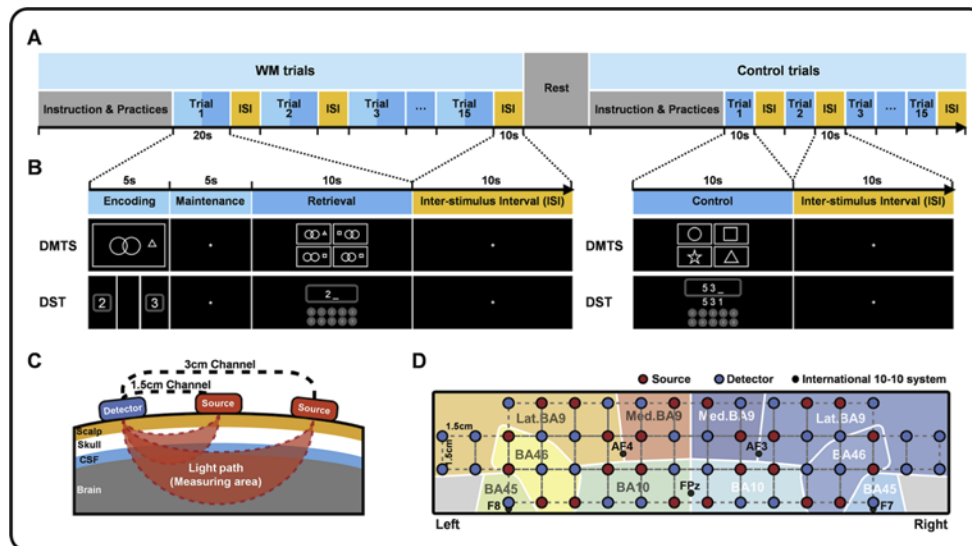 A
WM trials
Rest
Control trials
Instruction & Practices
Trial 1
ISI
Trial 2
ISI
Trial 3
...
Trial 15
ISI
Instruction & Practices
Trial 1
ISI
Trial 2
ISI
Trial 3
...
Trial 15
ISI
20s
10s
10s
10s
B
5s
5s
10s
10s
10s
10s
Encoding
Maintenance
Retrieval
Inter-stimulus Interval (ISI)
Control
Inter-stimulus Interval (ISI)
DMTS
DMTS
DST
2
3
2_
DST
53_
531
C
3cm Channel
1.5cm Channel
Detector
Source
Source
Scalp
Skull
CSF
Brain
Light path
(Measuring area)
D
Source
Detector
International 10-10 system
Lat.BA9
Med.BA9
Med.BA9
Lat.BA9
1.5cm
1.5cm
AF4
AF3
BA46
BA46
BA45
BA10
FPz
BA10
BA45
F8
F7
Left
Right